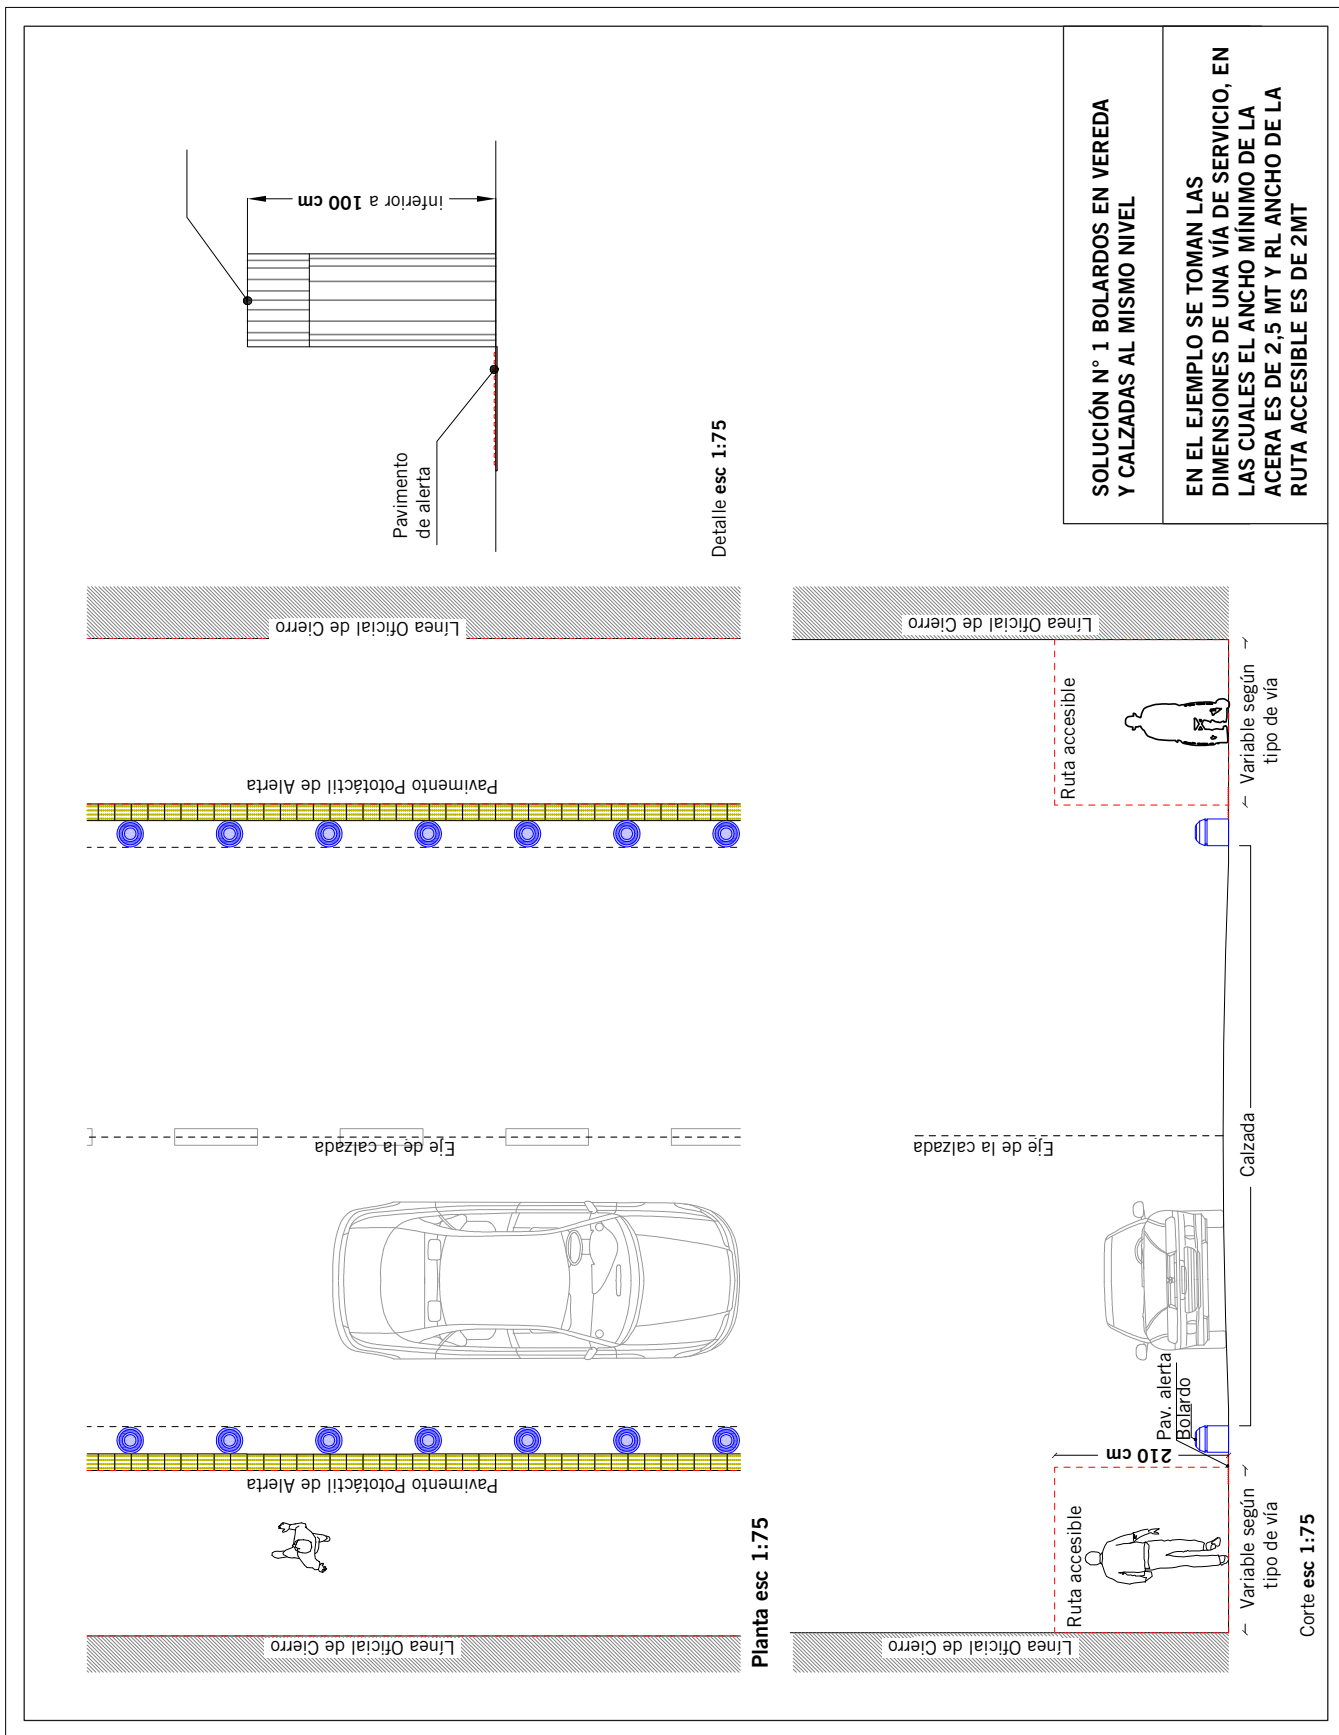 Línea Oficial de Cierro
Pavimento Pototáctil de Alerta
Eje de la calzada
Pavimento Pototáctil de Alerta
Línea Oficial de Cierro
Planta esc 1:75
Pavimento
de alerta
inferior a 100 cm
Detalle esc 1:75
Línea Oficial de Cierro
Ruta accesible
210 cm
Pav. alerta
Bolardo
Eje de la calzada
Ruta accesible
Línea Oficial de Cierro
Variable según
tipo de vía
Calzada
Variable según
tipo de vía
Corte esc 1:75
SOLUCIÓN N° 1 BOLARDOS EN VEREDA
Y CALZADAS AL MISMO NIVEL
EN EL EJEMPLO SE TOMAN LAS
DIMENSIONES DE UNA VÍA DE SERVICIO, EN
LAS CUALES EL ANCHO MÍNIMO DE LA
ACERA ES DE 2,5 MT Y RL ANCHO DE LA
RUTA ACCESIBLE ES DE 2MT